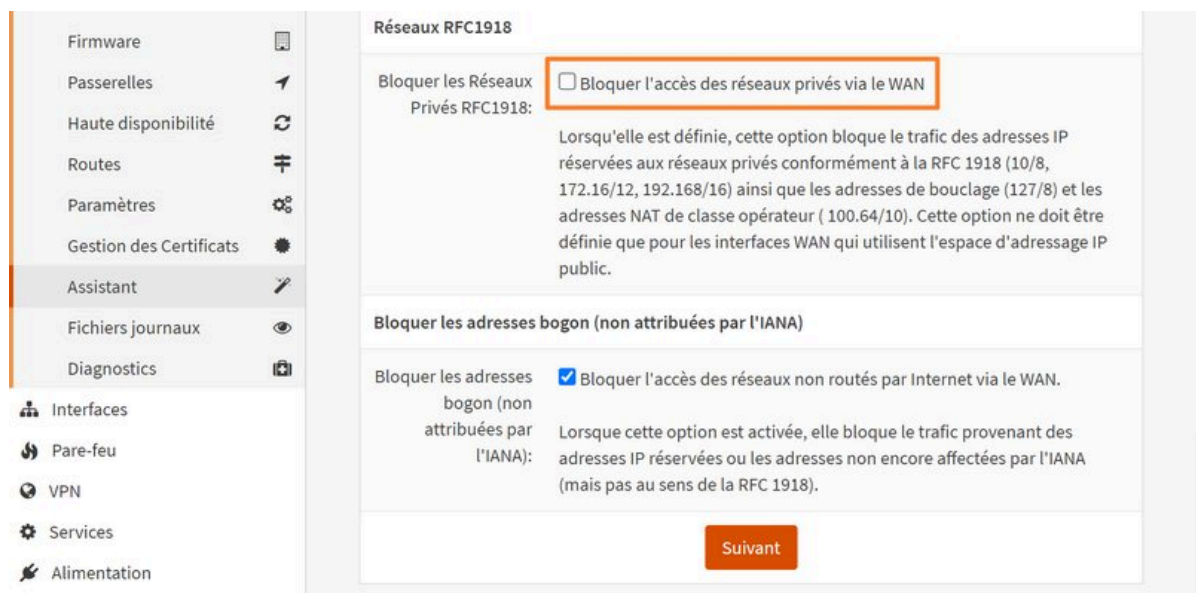 Firmware
Passerelles
Haute disponibilité
Routes
Paramètres
Gestion des Certificats
Assistant
Fichiers journaux
Diagnostics
Interfaces
Pare-feu
VPN
Services
Alimentation
Réseaux RFC1918
Bloquer les Réseaux
Privés RFC1918:
Bloquer l'accès des réseaux privés via le WAN
Lorsqu'elle est définie, cette option bloque le trafic des adresses IP
réservées aux réseaux privés conformément à la RFC 1918 (10/8,
172.16/12, 192.168/16) ainsi que les adresses de bouclage (127/8) et les
adresses NAT de classe opérateur ( 100.64/10). Cette option ne doit être
définie que pour les interfaces WAN qui utilisent l'espace d'adressage IP
public.
Bloquer les adresses bogon (non attribuées par l'IANA)
Bloquer les adresses
bogon (non
attribuées par
l'IANA):
Bloquer l'accès des réseaux non routés par Internet via le WAN.
Lorsque cette option est activée, elle bloque le trafic provenant des
adresses IP réservées ou les adresses non encore affectées par l'IANA
(mais pas au sens de la RFC 1918).
Suivant